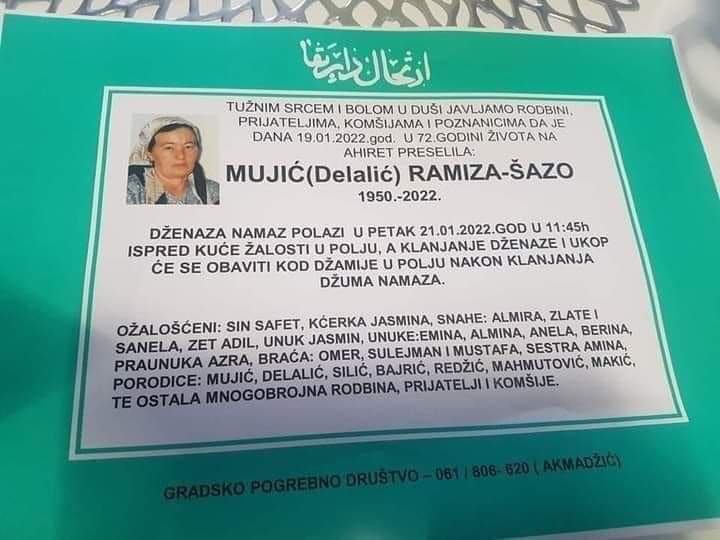 ارتحال دار بقا
TUŽNIM SRCEM I BOLOM U DUŠI JAVLJAMO RODBINI,
PRIJATELJIMA, KOMŠIJAMA I POZNANICIMA DA JE
DANA 19.01.2022.god. U 72.GODINI ŽIVOTA NA
AHIRET PRESELILA:
MUJIĆ(Delalić) RAMIZA-ŠAZO
1950.-2022.
DŽENAZA NAMAZ POLAZI U PETAK 21.01.2022.GOD U 11:45h
ISPRED KUĆE ŽALOSTI U POLJU, A KLANJANJE DŽENAZE I UKOP
ĆE SE OBAVITI KOD DŽAMIJE U POLJU NAKON KLANJANJA
DŽUMA NAMAZA.
OŽALOŠĆENI: SIN SAFET, KĆERKA JASMINA, SNAHE: ALMIRA, ZLATE I
SANELA, ZET ADIL, UNUK JASMIN, UNUKE:EMINA, ALMINA, ANELA, BERINA,
PRAUNUKA AZRA, BRAĆA: OMER, SULEJMAN I MUSTAFA, SESTRA AMINA,
PORODICE: MUJIĆ, DELALIĆ, SILIĆ, BAJRIĆ, REDŽIĆ, MAHMUTOVIĆ, MAKIĆ,
TE OSTALA MNOGOBROJNA RODBINA, PRIJATELJI I KOMŠIJE.
GRADSKO POGREBNO DRUŠTVO – 061 / 806- 620 ( AKMADŽIĆ)